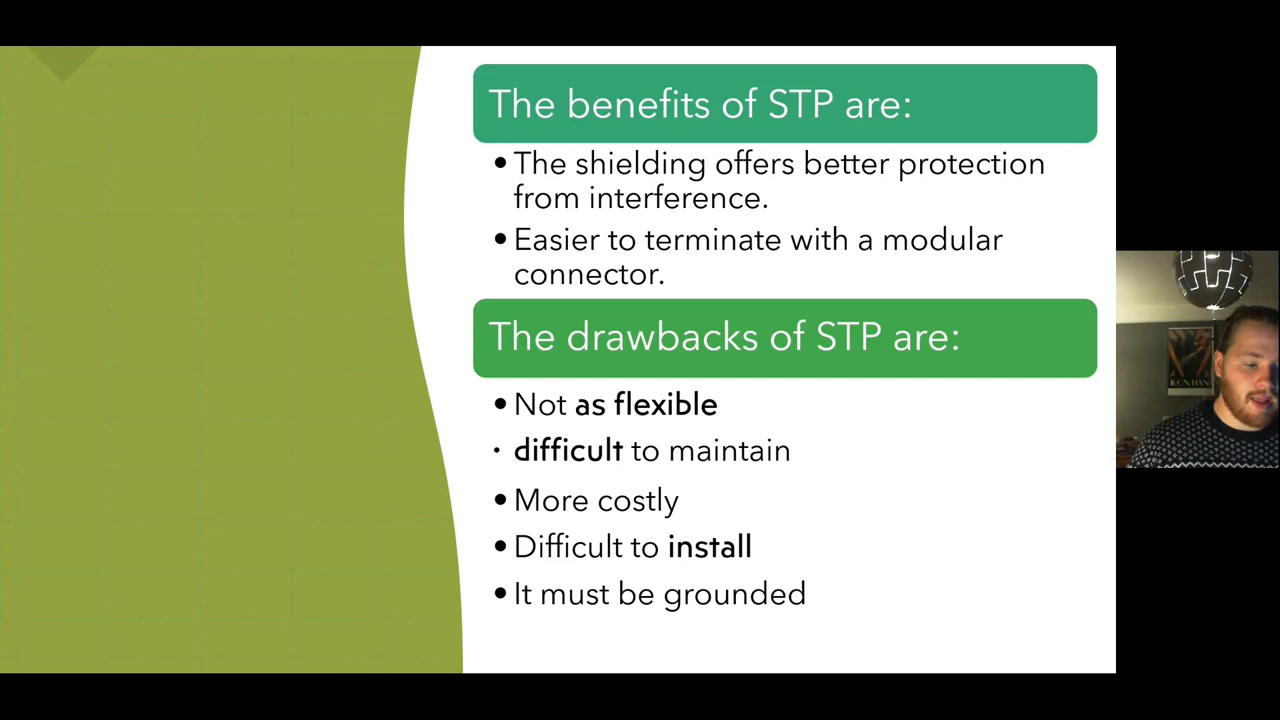 The benefits of STP are:
•The shielding offers better protection
from interference.
•Easier to terminate with a modular
connector.
The drawbacks of STP are:
•Not as flexible
· difficult to maintain
•More costly
•Difficult to install
•It must be grounded